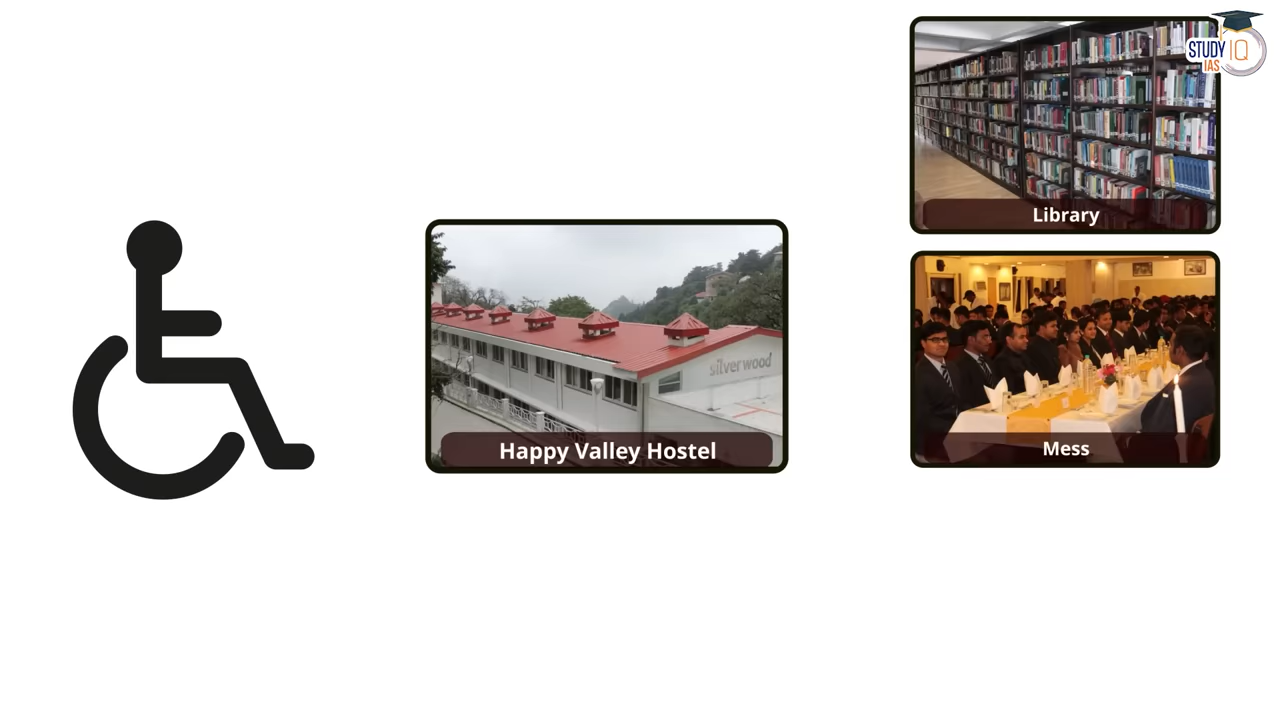 STUDY IQ
IAS
Library
silverwood
Happy Valley Hostel
Mess